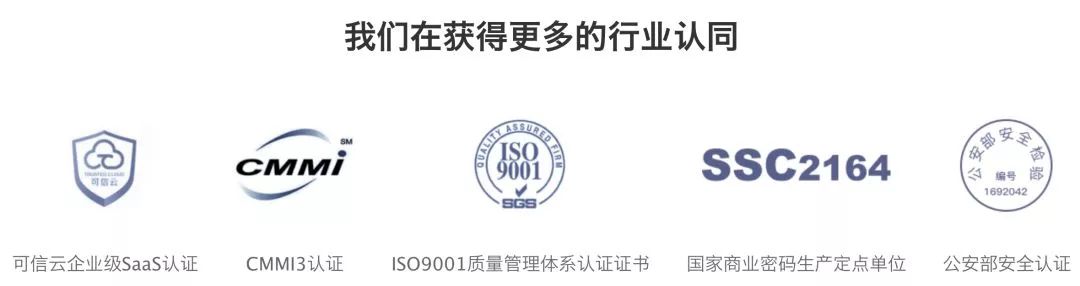 我们在获得更多的行业认同
TRUSTED CLOUD
可信云
CMMI SM
QUALITY ASSURED FIRM
ISO
9001
SGS
SSC2164
公安部安全检验
编号
1692042
可信云企业级SaaS认证
CMMI3认证
ISO9001质量管理体系认证证书
国家商业密码生产定点单位
公安部安全认证